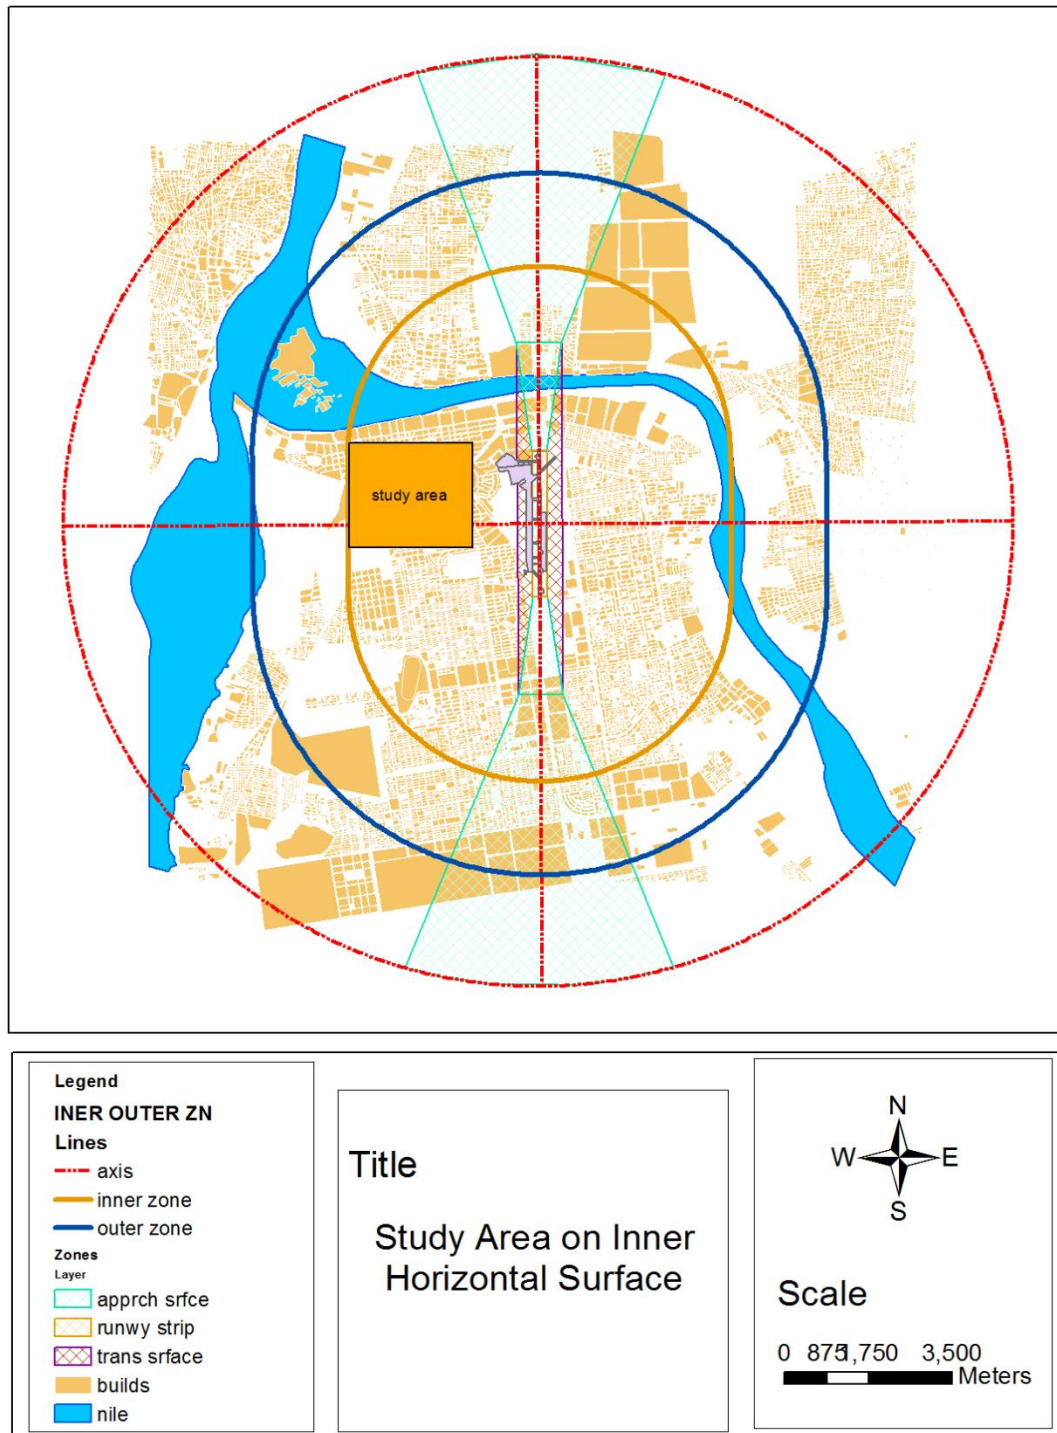 study area
Legend
INER OUTER ZN
Lines
axis
inner zone
outer zone
Zones
Layer
apprch srfce
runwy strip
trans srface
builds
nile
Title
Study Area on Inner
Horizontal Surface
N
W E
S
Scale
0 875 1,750 3,500
Meters